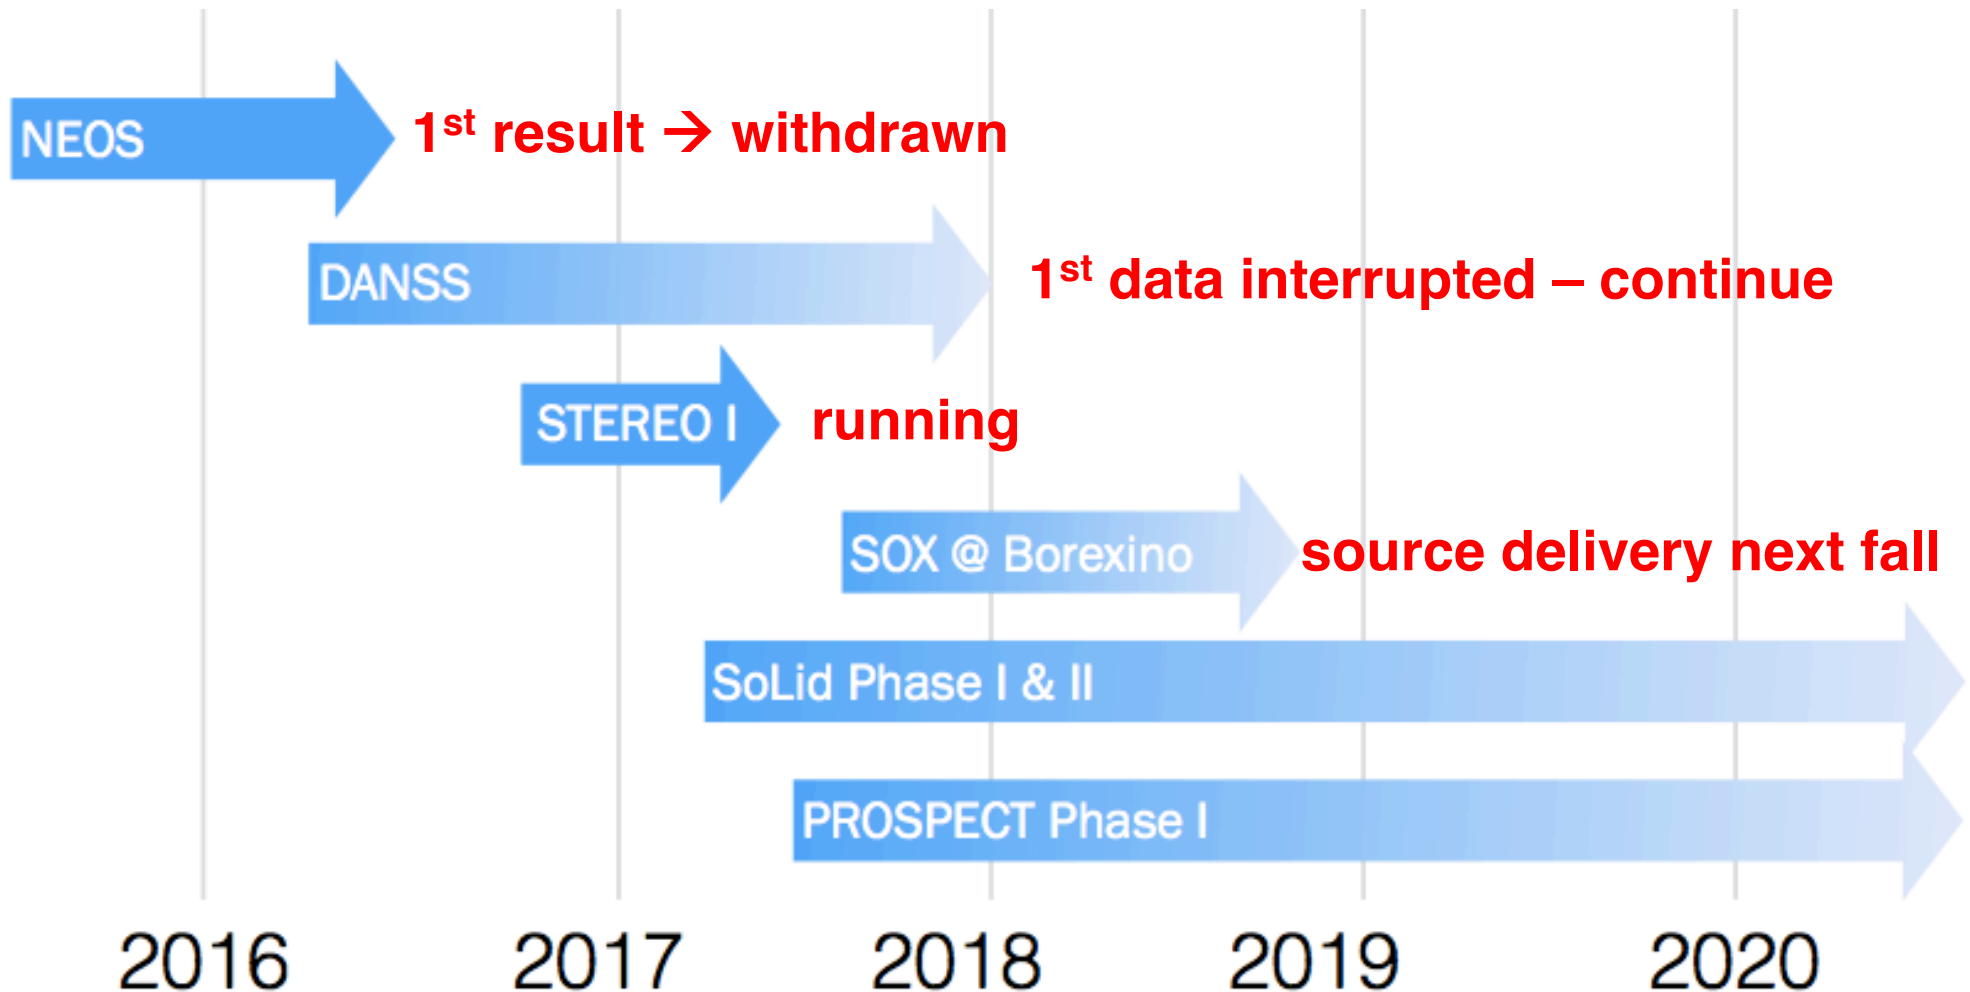 NEOS 1st result → withdrawn
DANSS 1st data interrupted – continue
STEREO I running
SOX @ Borexino source delivery next fall
SoLid Phase I & II
PROSPECT Phase I
2016 2017 2018 2019 2020